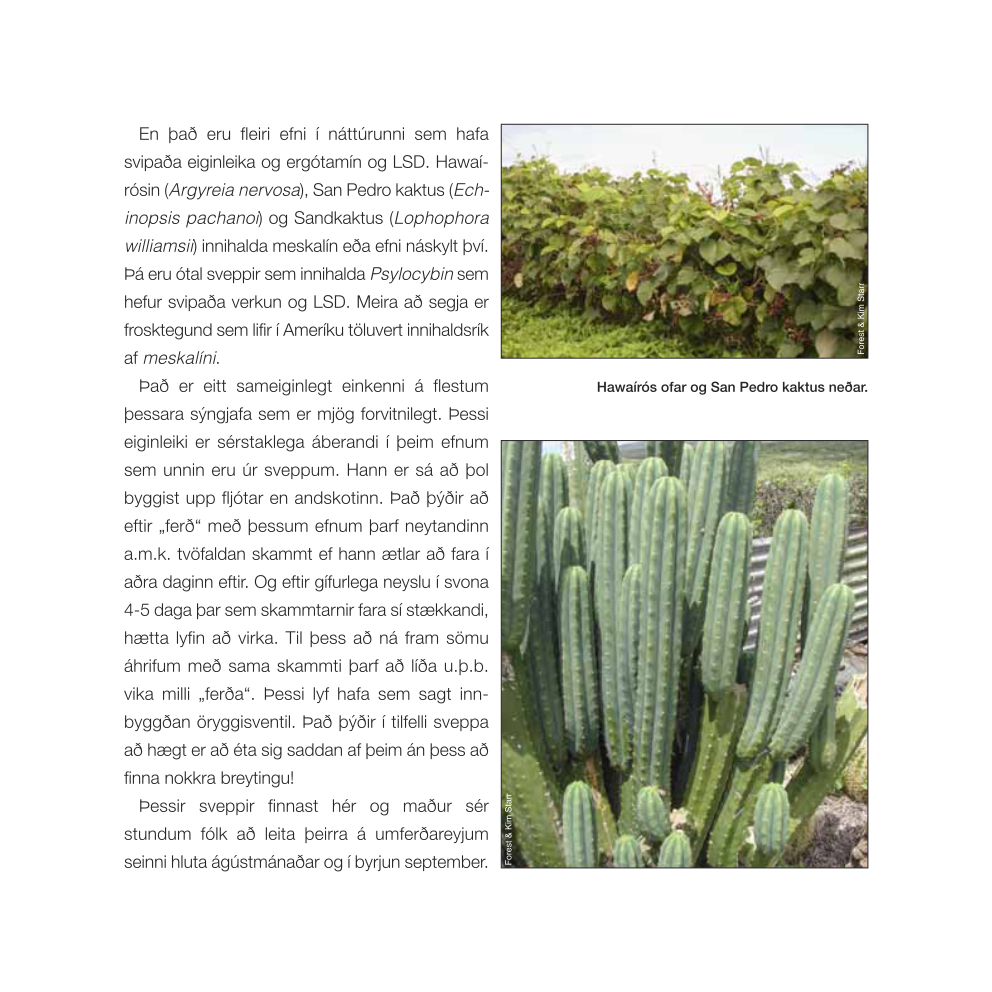 En það eru fleiri efni í náttúrunni sem hafa
svipaða eiginleika og ergótamín og LSD. Hawaí-
rósin (Argyreia nervosa), San Pedro kaktus (Ech-
inopsis pachanoi) og Sandkaktus (Lophophora
williamsii) innihalda meskalín eða efni náskylt því.
Þá eru ótal sveppir sem innihalda Psylocybin sem
hefur svipaða verkun og LSD. Meira að segja er
frosktegund sem lifir í Ameríku töluvert innihaldsrík
af meskalíni.
Það er eitt sameiginlegt einkenni á flestum
þessara sýngjafa sem er mjög forvitnilegt. Þessi
eiginleiki er sérstaklega áberandi í þeim efnum
sem unnin eru úr sveppum. Hann er sá að þol
byggist upp fljótar en andskotinn. Það þýðir að
eftir „ferð“ með þessum efnum þarf neytandinn
a.m.k. tvöfaldan skammt ef hann ætlar að fara í
aðra daginn eftir. Og eftir gífurlega neyslu í svona
4-5 daga þar sem skammtarnir fara sí stækkandi,
hætta lyfin að virka. Til þess að ná fram sömu
áhrifum með sama skammti þarf að líða u.þ.b.
vika milli „ferða“. Þessi lyf hafa sem sagt inn-
byggðan öryggisventil. Það þýðir í tilfelli sveppa
að hægt er að éta sig saddan af þeim án þess að
finna nokkra breytingu!
Þessir sveppir finnast hér og maður sér
stundum fólk að leita þeirra á umferðareyjum
seinni hluta ágústmánaðar og í byrjun september.
Forest & Kim Starr
Hawaírós ofar og San Pedro kaktus neðar.
Forest & Kim Starr